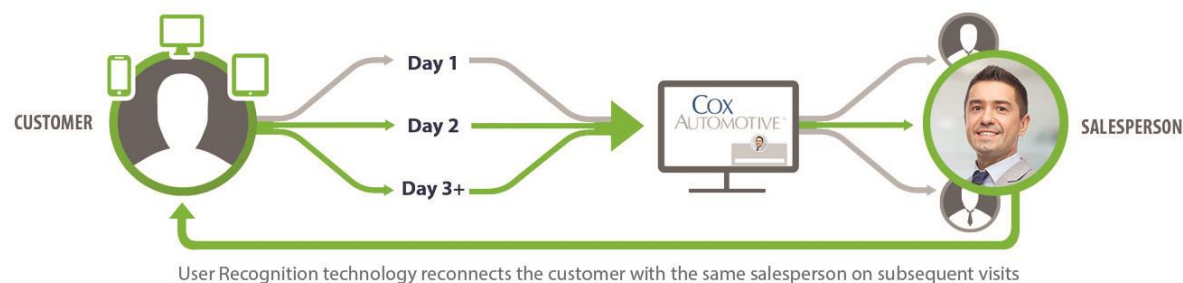 CUSTOMER
Day 1
Day 2
Day 3+
COX
AUTOMOTIVE™
SALESPERSON
User Recognition technology reconnects the customer with the same salesperson on subsequent visits